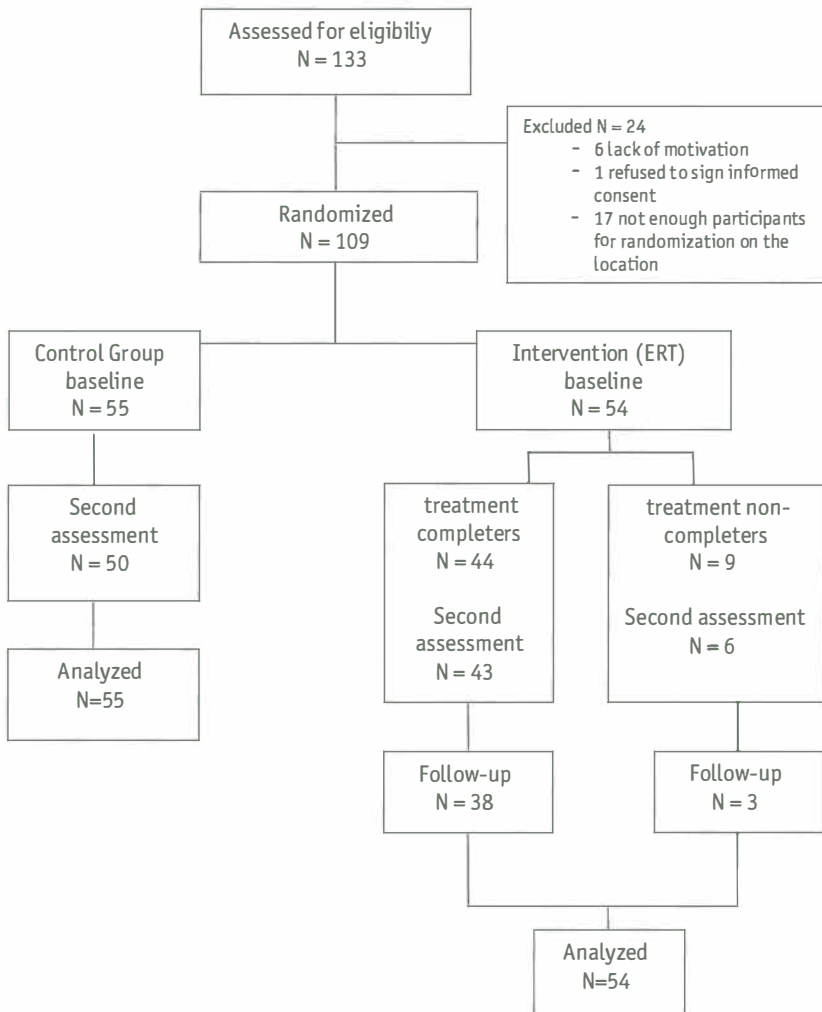 Assessed for eligibiliy
N = 133
Excluded N = 24
- 6 lack of motivation
- 1 refused to sign informed
consent
- 17 not enough participants
for randomization on the
location
Randomized
N = 109
Control Group
baseline
N = 55
Intervention (ERT)
baseline
N = 54
Second
assessment
N = 50
treatment
completers
N = 44
Second
assessment
N = 43
treatment non-
completers
N = 9
Second assessment
N = 6
Analyzed
N=55
Follow-up
N = 38
Follow-up
N = 3
Analyzed
N=54